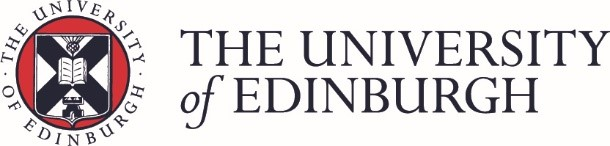 · THE UNIVERSITY ·
OF EDINBURGH
THE UNIVERSITY
of EDINBURGH